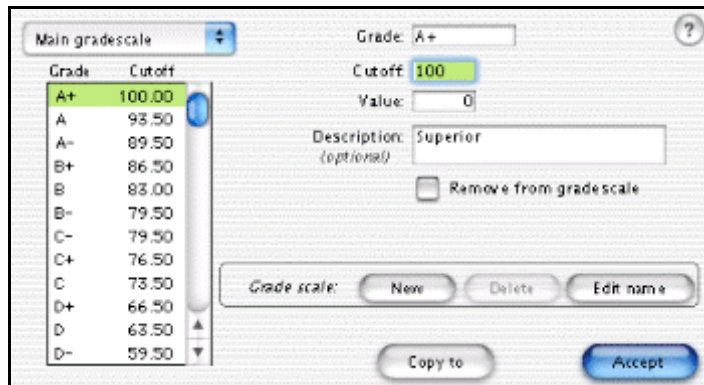 Main gradescale
Grade Cutoff
A+ 100.00
A 93.50
A- 89.50
B+ 86.50
B 83.00
B- 79.50
C- 79.50
C+ 76.50
C 73.50
D+ 66.50
D 63.50
D- 59.50
Grade: A+
?
Cutoff: 100
Value: 0
Description: Superior
(optional)
Remove from gradescale
Grade scale: New Delete Edit name
Copy to Accept